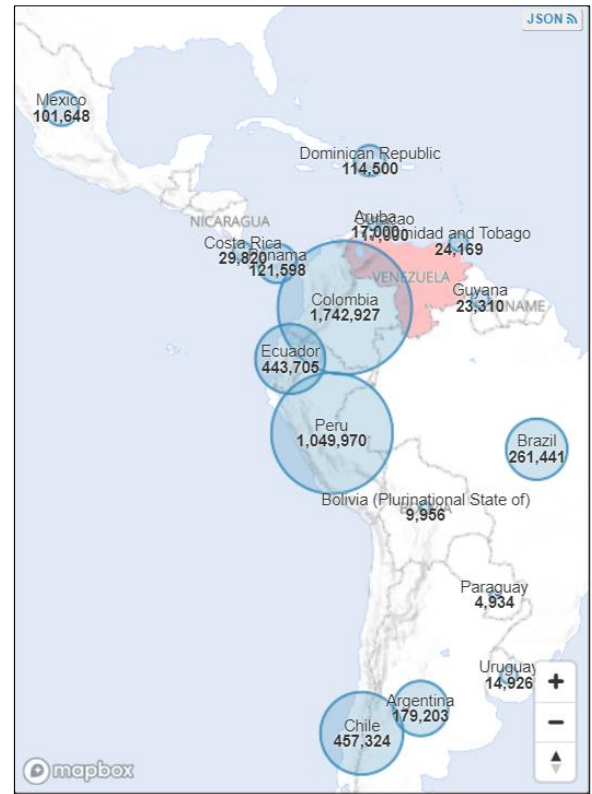 JSON
Mexico
101,648
Dominican Republic
114,500
NICARAGUA
Aruba
17,000
Trinidad and Tobago
24,169
Costa Rica
29,820
Panama
121,598
VENEZUELA
Guyana
23,310
Colombia
1,742,927
Ecuador
443,705
Peru
1,049,970
Brazil
261,441
Bolivia (Plurinational State of)
9,956
Paraguay
4,934
Uruguay
14,926
Argentina
179,203
Chile
457,324
+
−
mapbox